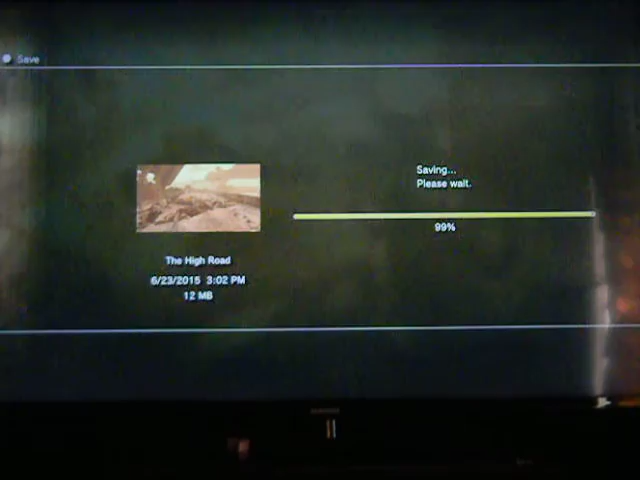 Save
Saving...
Please wait.
99%
The High Road
6/23/2015 3:02 PM
12 MB